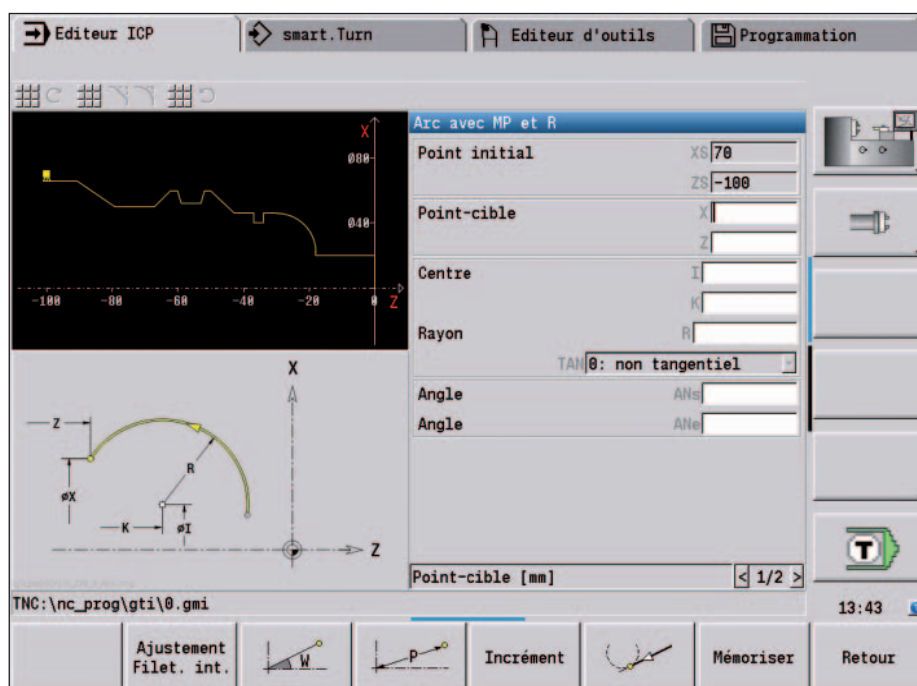 Editeur ICP
smart.Turn
Editeur d'outils
Programmation
X
Ø80
Ø40
-100
-80
-60
-40
-20
0
Z
Arc avec MP et R
Point initial
XS 70
ZS -100
Point-cible
X
Z
Centre
I
K
Rayon
R
TAN 0: non tangentiel
Angle ANs
Angle ANe
X
Z
R
øX
K
øI
Z
Point-cible [mm]
< 1/2 >
T
TNC:\nc_prog\gti\0.gmi
13:43
Ajustement
Filet. int.
W
P
Incrément
Mémoriser
Retour